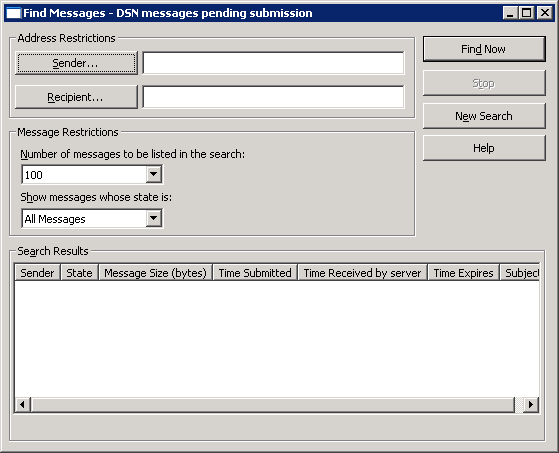 Find Messages - DSN messages pending submission
Address Restrictions
Sender...
Recipient...
Find Now
Stop
New Search
Help
Message Restrictions
Number of messages to be listed in the search:
100
Show messages whose state is:
All Messages
Search Results
Sender State Message Size (bytes) Time Submitted Time Received by server Time Expires Subject